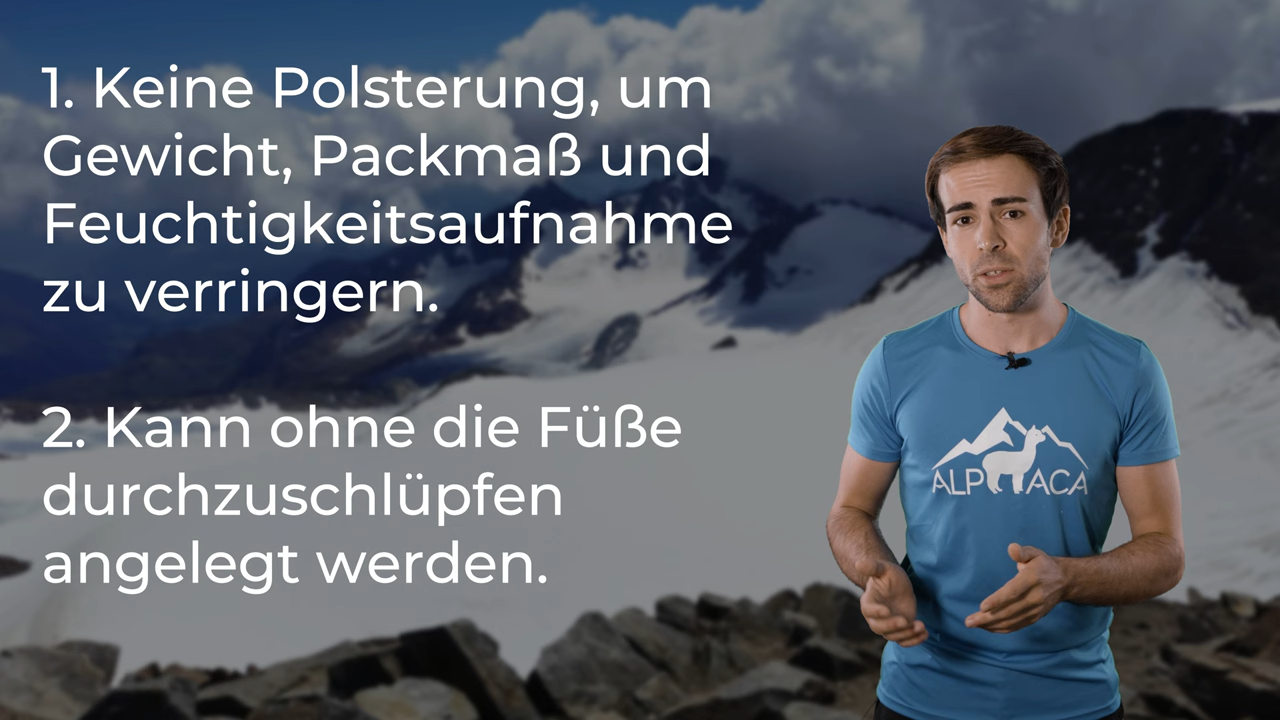 1. Keine Polsterung, um
Gewicht, Packmaß und
Feuchtigkeitsaufnahme
zu verringern.
2. Kann ohne die Füße
durchzuschlüpfen
angelegt werden.
ALPACA